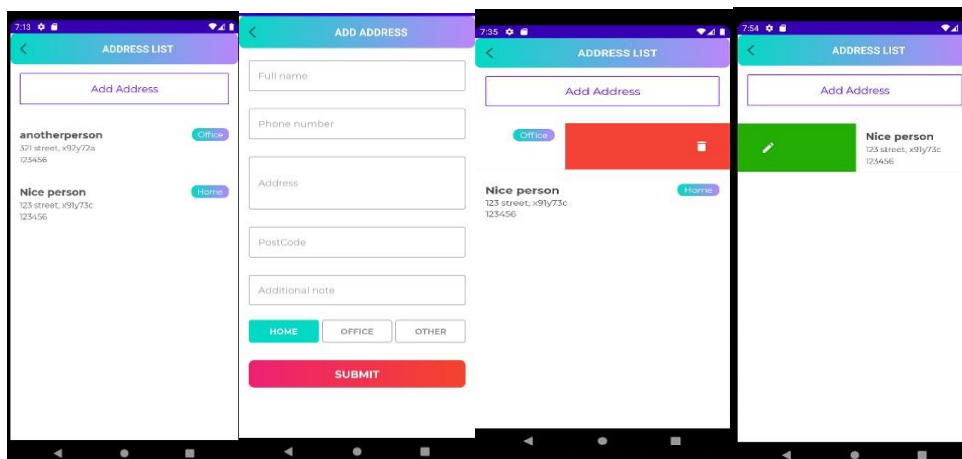 7:13
ADDRESS LIST
Add Address
anotherperson
Office
321 street, x92y72a
123456
Nice person
Home
123 street, x91y73c
123456
ADD ADDRESS
Full name
Phone number
Address
PostCode
Additional note
HOME
OFFICE
OTHER
SUBMIT
7:35
ADDRESS LIST
Add Address
Office
Nice person
Home
123 street, x91y73c
123456
7:54
ADDRESS LIST
Add Address
Nice person
123 street, x91y73c
123456